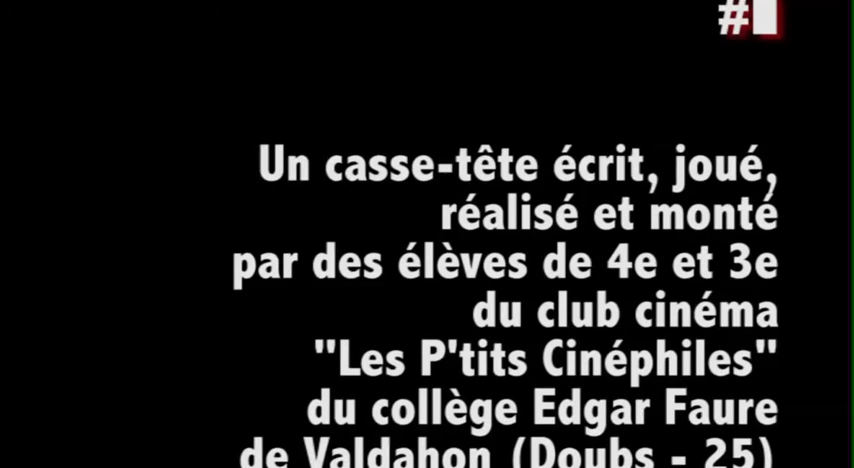 Un casse-tête écrit, joué,
réalisé et monté
par des élèves de 4e et 3e
du club cinéma
"Les P'tits Cinéphiles"
du collège Edgar Faure
de Valdahon (Doubs - 25)